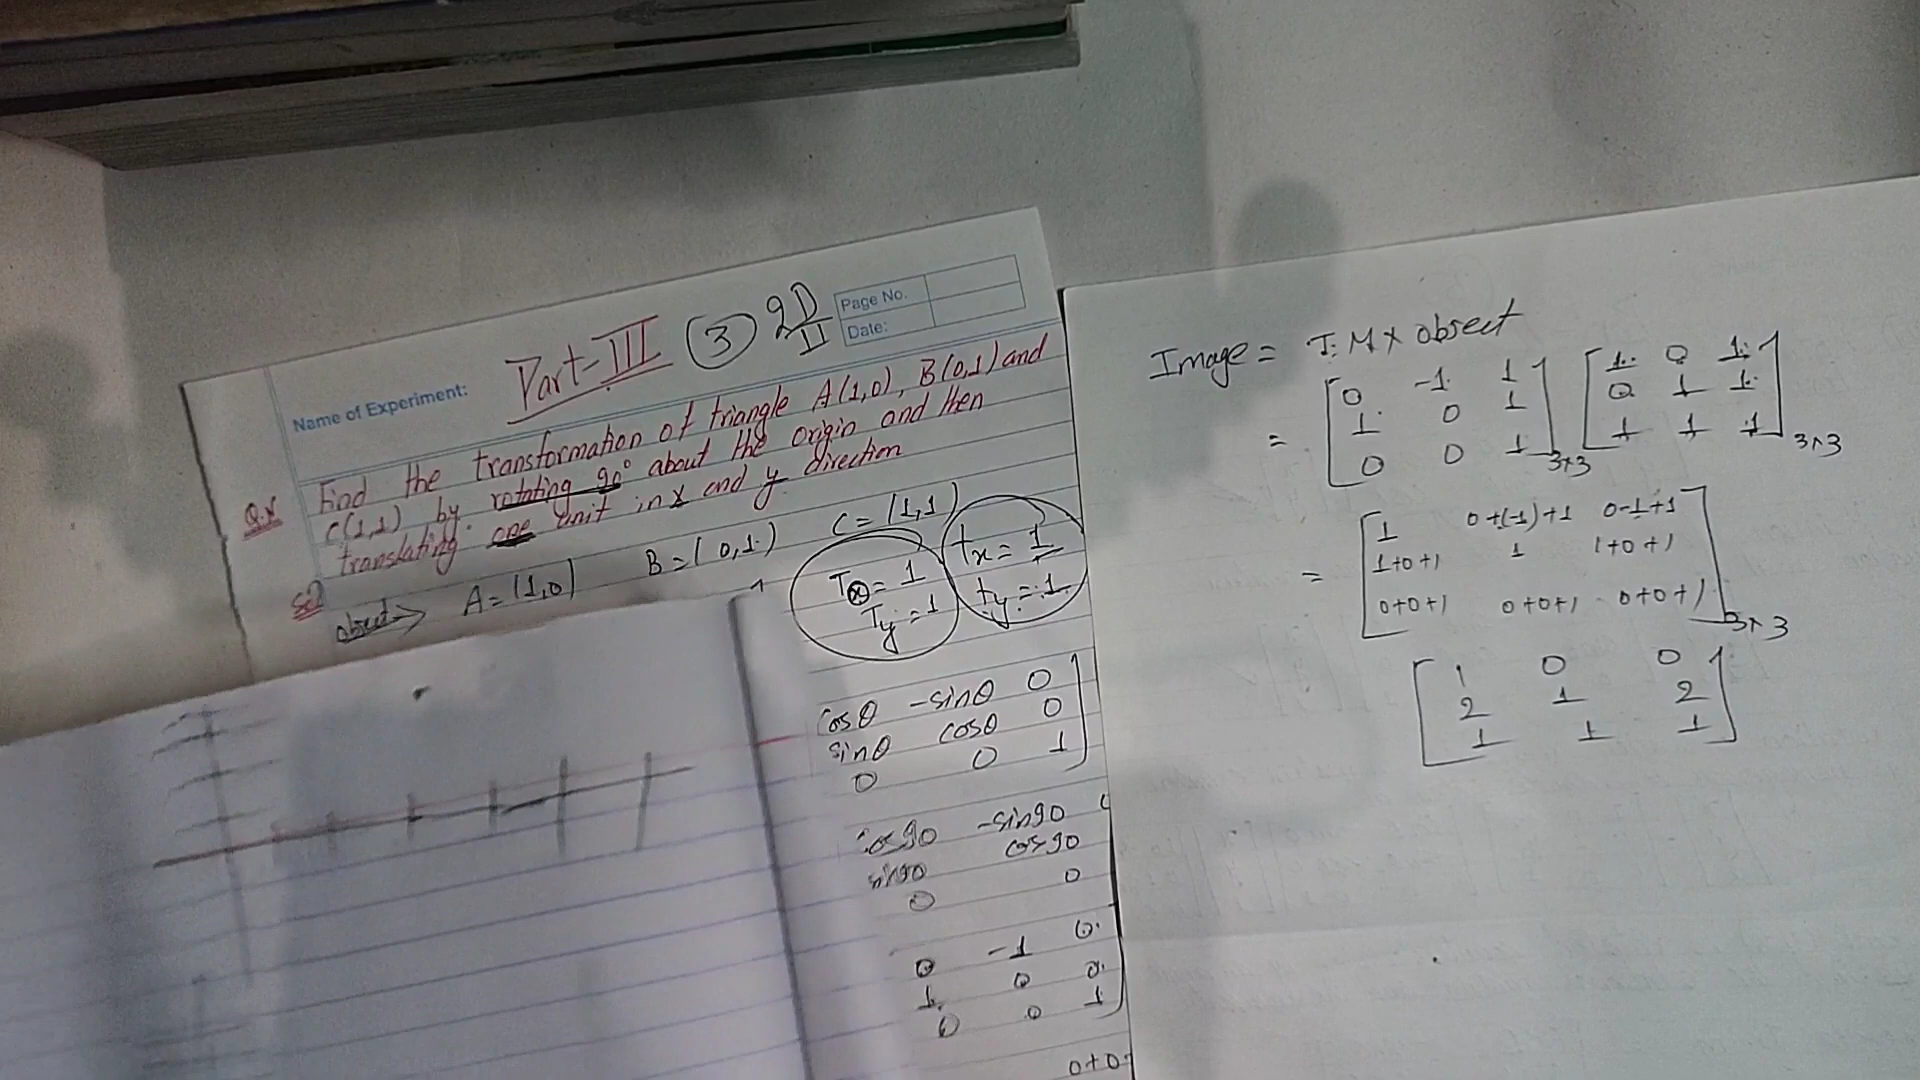 Name of Experiment:
Part-III
3
2D
II
Page No.
Date:
Find the transformation of triangle A(1,0), B(0,1) and
C(1,1) by rotating 90° about the origin and then
translating one unit in x and y direction
object → A=(1,0) B=(0,1) C=(1,1)
Ty=1
tx=1
ty=1
cosθ -sinθ 0
sinθ cosθ 0
0 0 1
cos90 -sin90
sin90 cos90
0 0
0 -1 0
1 0 0
0 0 1
0+0+
Image = T.M x object
= [0 -1 1] [1 0 1]
1 0 1 0 1 1
0 0 1 3x3 1 1 1 3x3
= [1 0+(-1)+1 0-1+1]
1+0+1 1 1+0+1
0+0+1 0+0+1 0+0+1 3x3
[1 0 0]
2 1 2
1 1 1